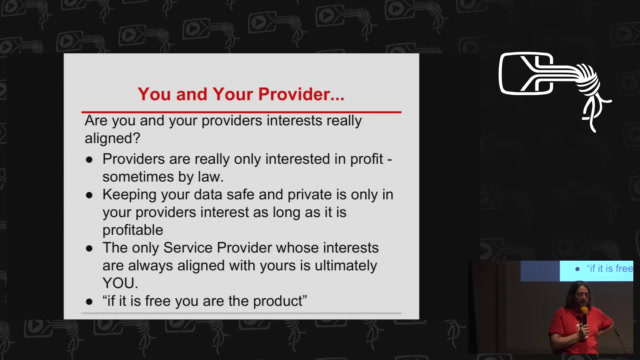 You and Your Provider...
Are you and your providers interests really
aligned?
● Providers are really only interested in profit -
sometimes by law.
● Keeping your data safe and private is only in
your providers interest as long as it is
profitable
● The only Service Provider whose interests
are always aligned with yours is ultimately
YOU.
● “if it is free you are the product”
● “if it is free